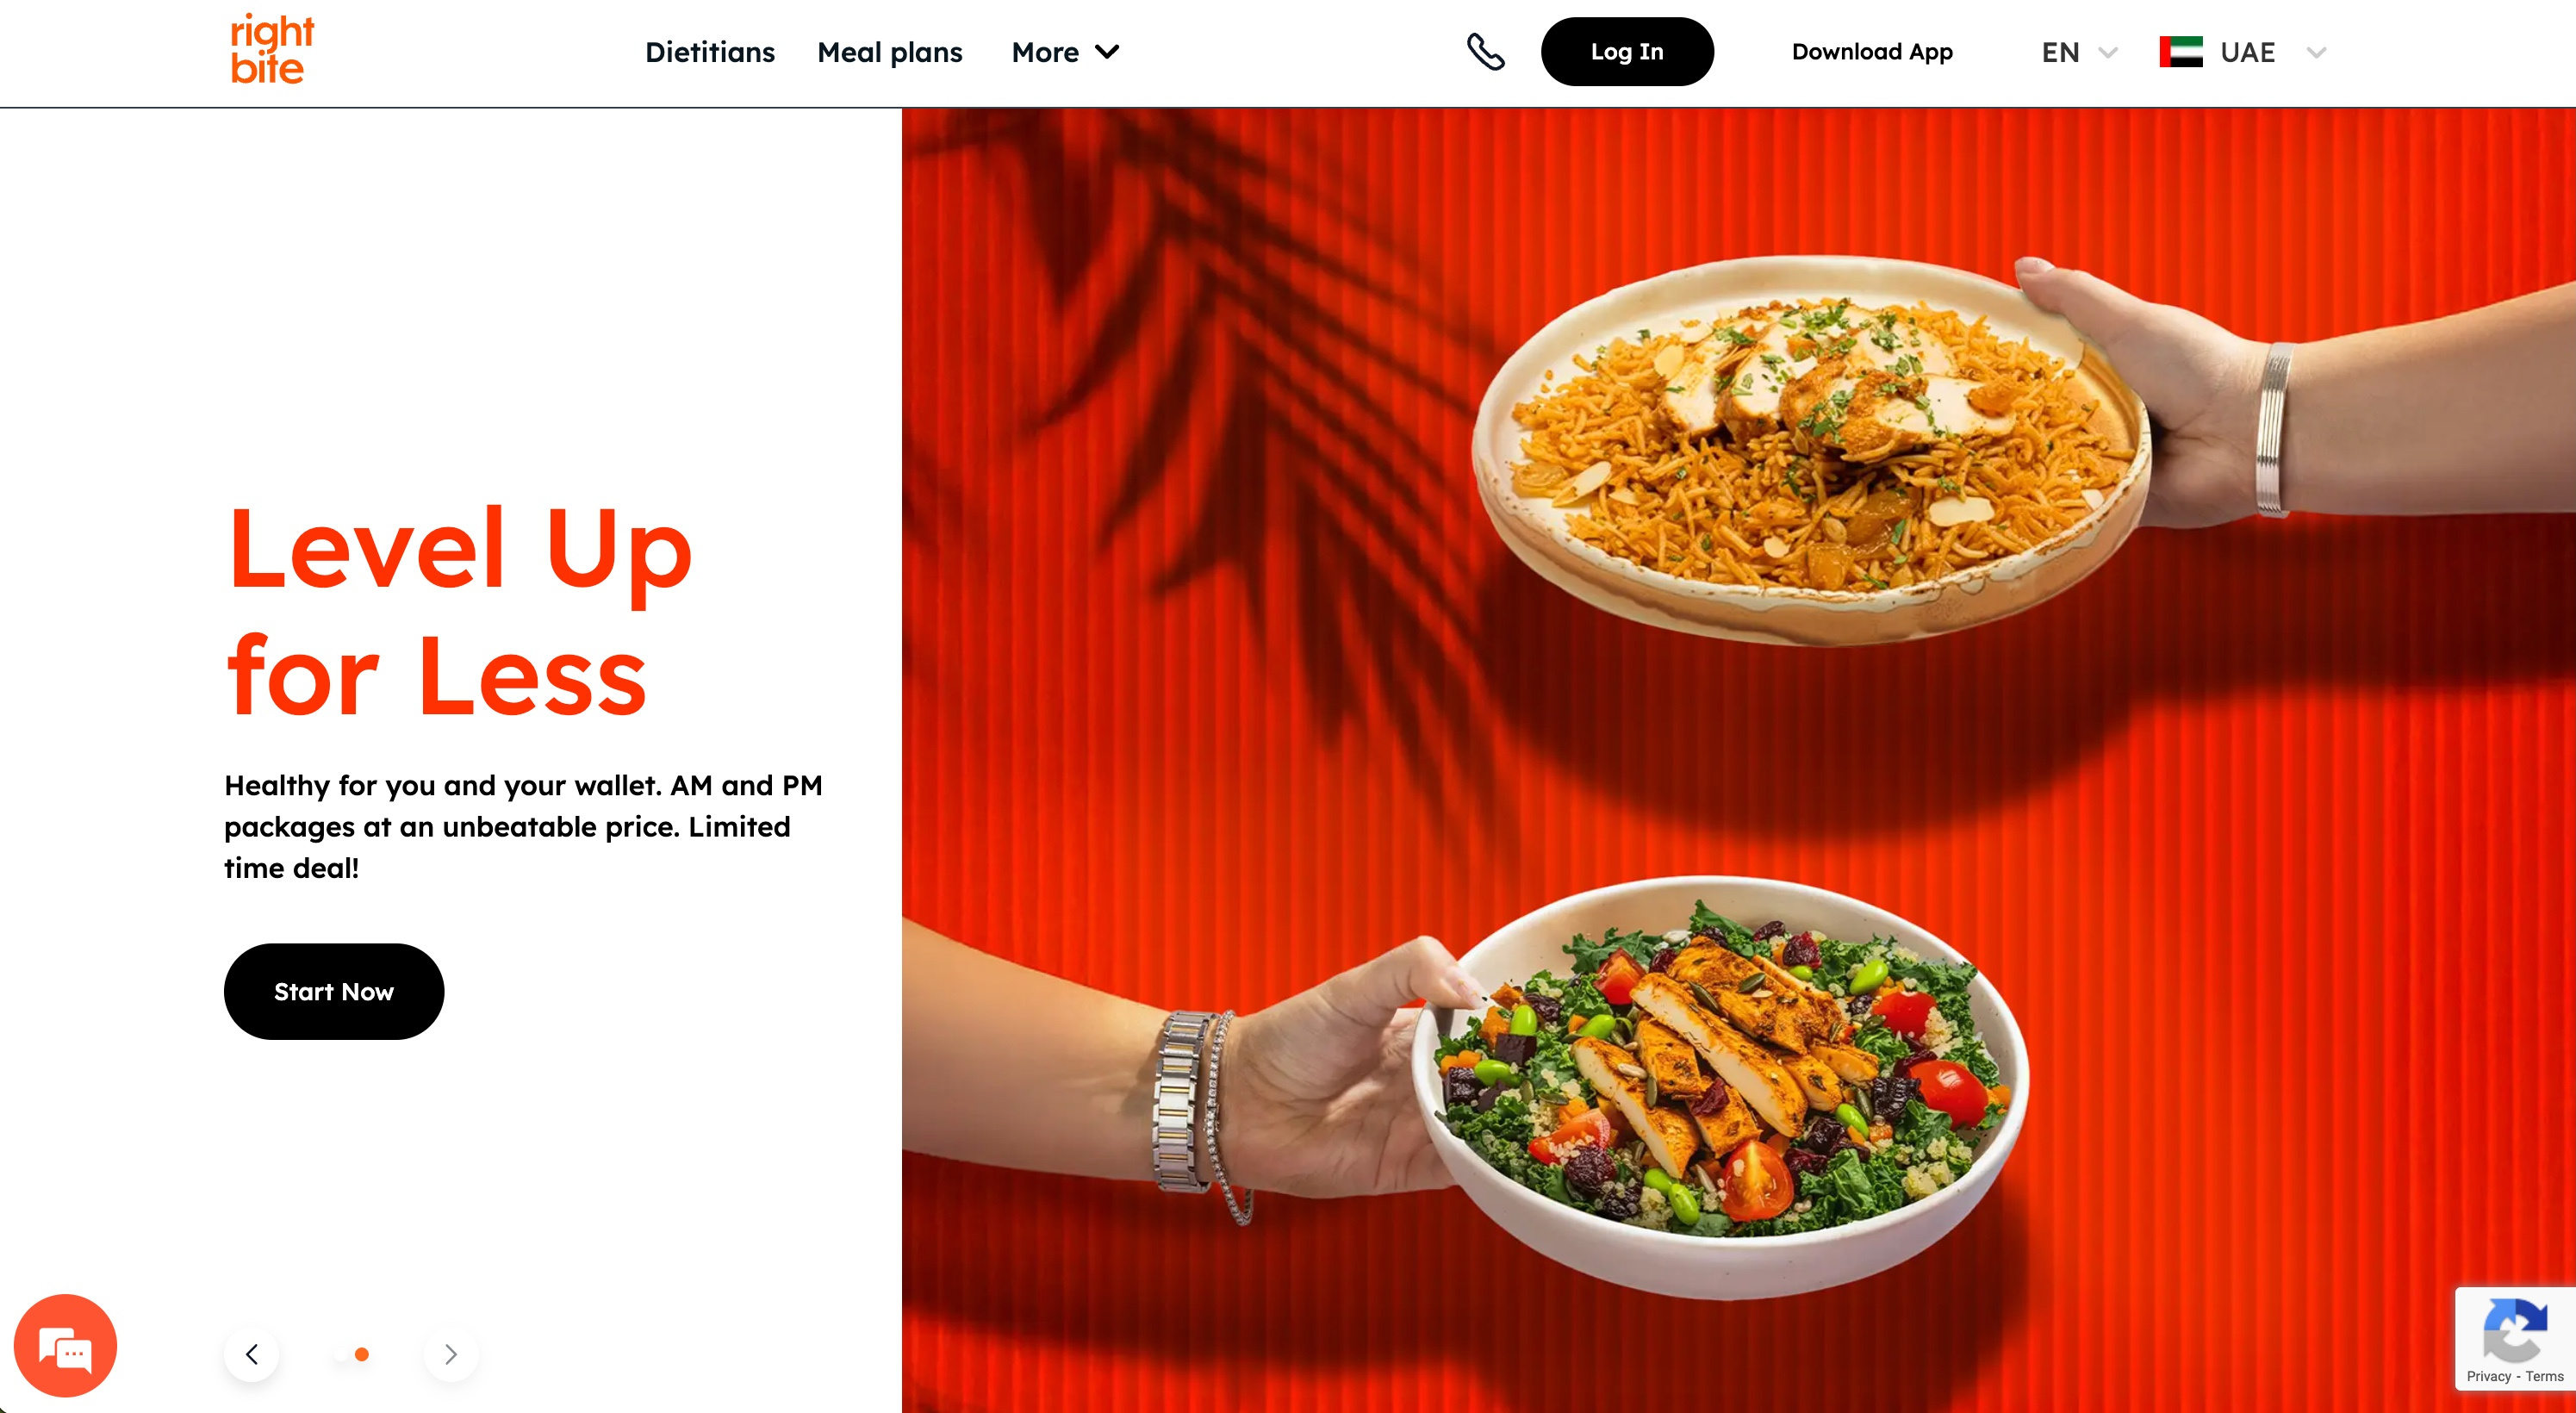 right
bite
Dietitians
Meal plans
More
Log In
Download App
EN
UAE
Level Up
for Less
Healthy for you and your wallet. AM and PM
packages at an unbeatable price. Limited
time deal!
Start Now
Privacy - Terms